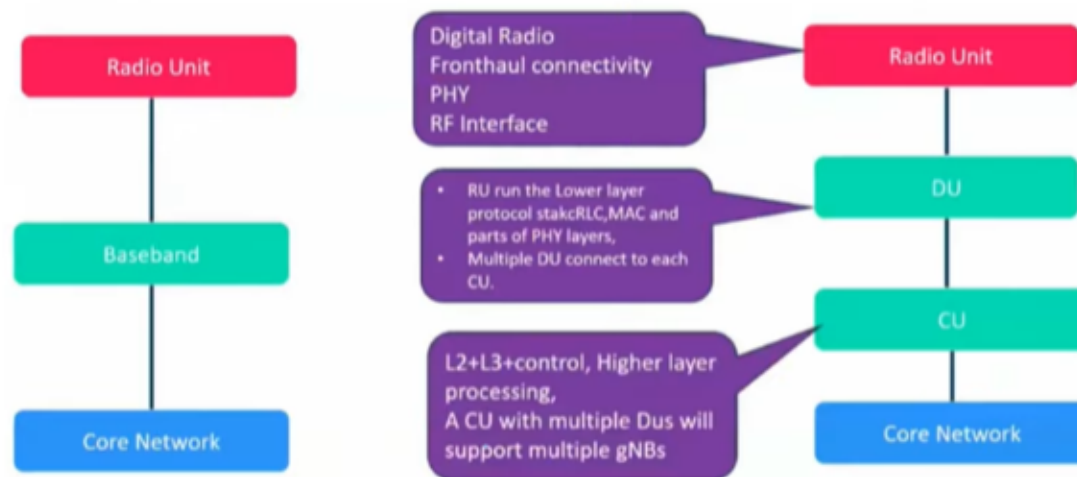 Radio Unit
Baseband
Core Network
Digital Radio
Fronthaul connectivity
PHY
RF Interface
• RU run the Lower layer
protocol stakcRLC,MAC and
parts of PHY layers,
• Multiple DU connect to each
CU.
L2+L3+control, Higher layer
processing,
A CU with multiple Dus will
support multiple gNBs
Radio Unit
DU
CU
Core Network